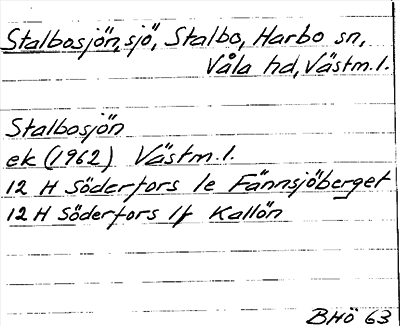 Stalbosjön, sjö, Stalbo, Harbo sn,
Våla hd, Västm. l.
Stalbosjön
ek (1962) Västm. l.
12 H Söderfors 1e Fännsjöberget
12 H Söderfors 1f Kallön
BHö 63